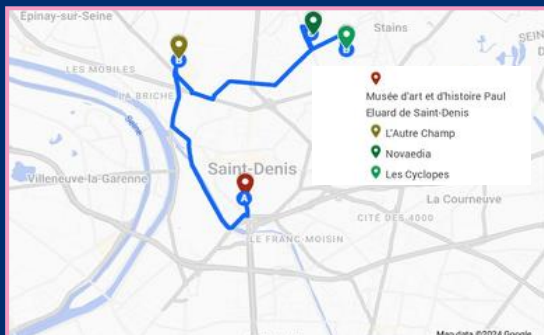 Épinay-sur-Seine
Stains
LES MOBILES
LA BRICHE
Seine
Saint-Denis
Villeneuve-la-Garenne
A
LE FRANC-MOISIN
CITÉ DES 4000
La Courneuve
Musée d'art et d'histoire Paul
Eluard de Saint-Denis
L'Autre Champ
Novaedia
Les Cyclopes
Map data ©2024 Google